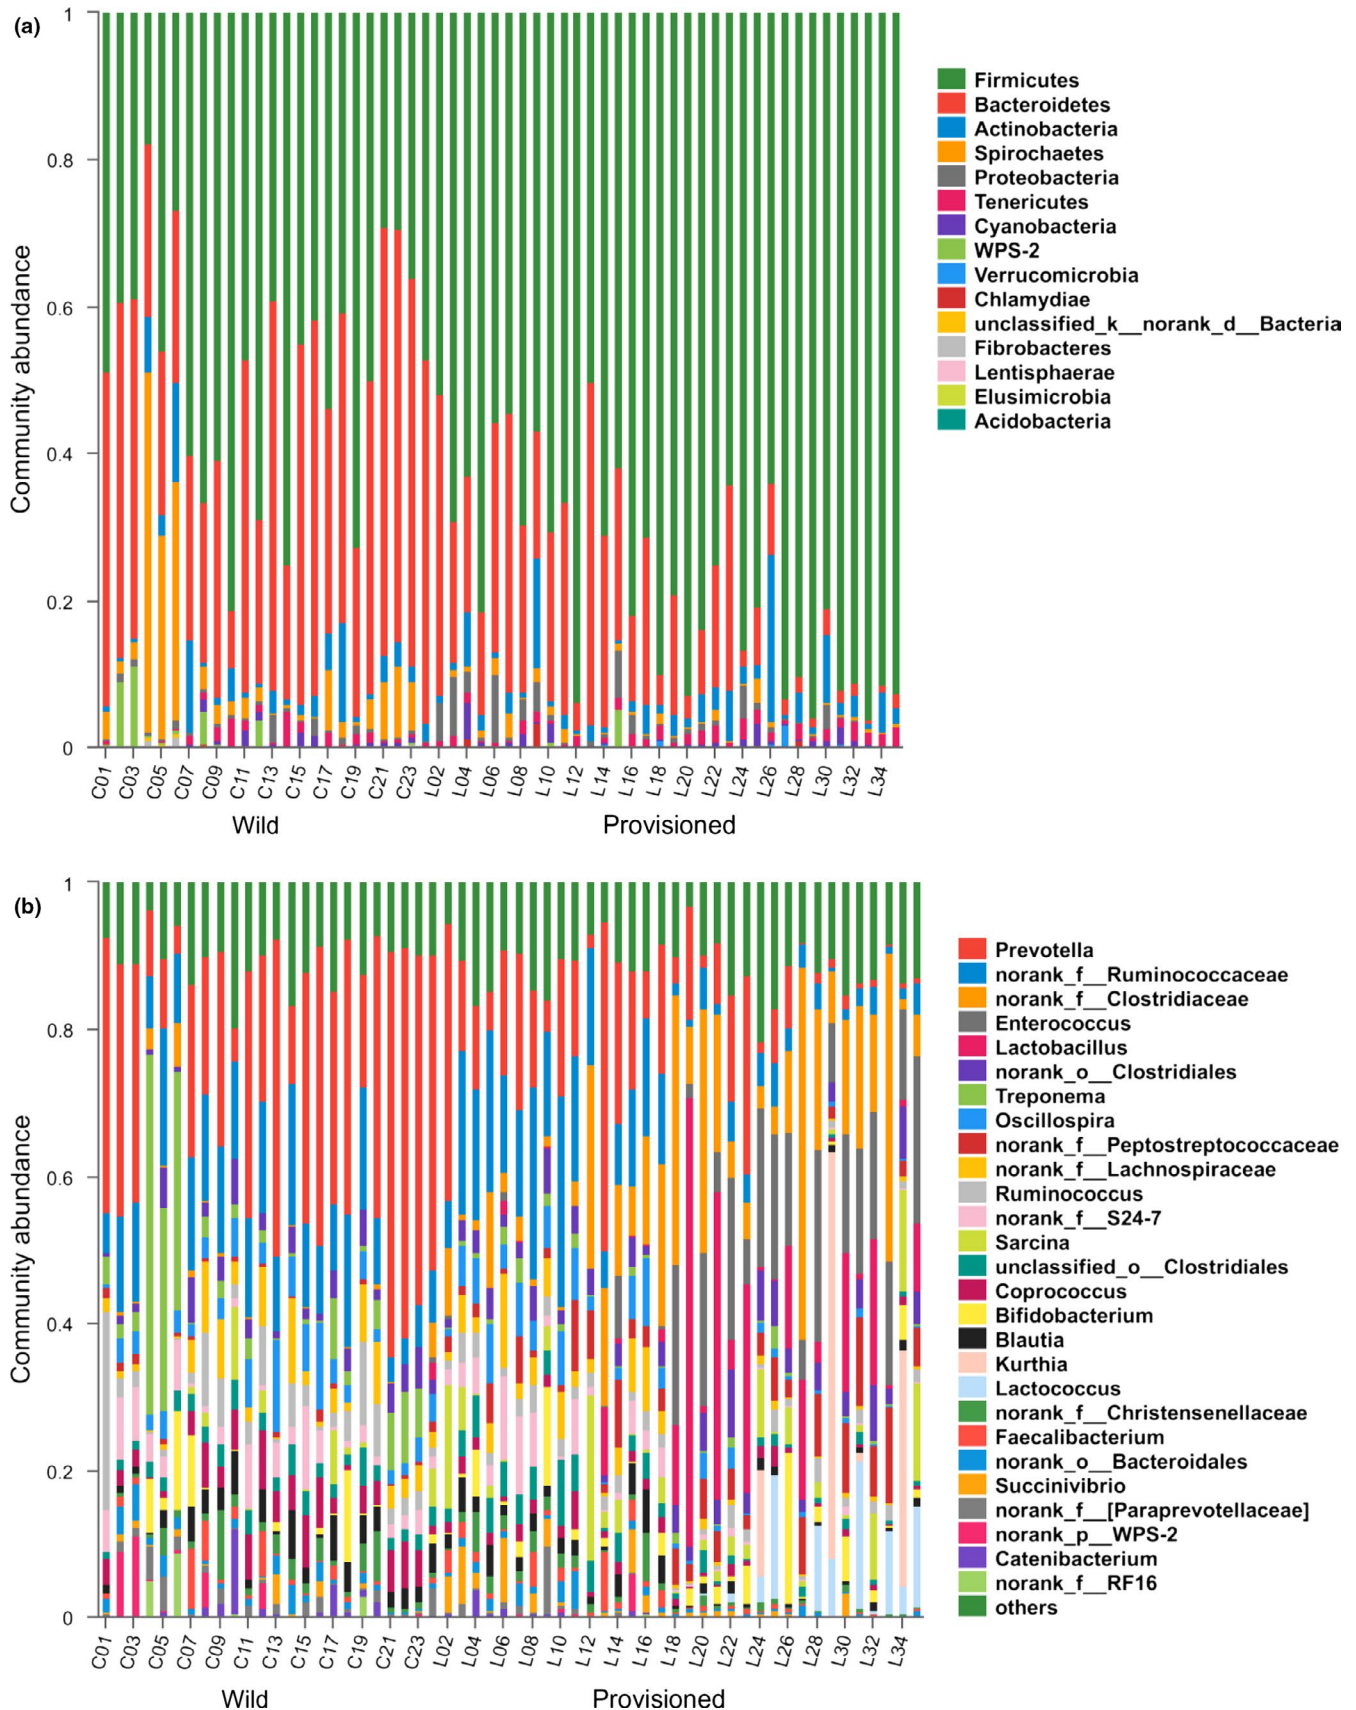 (a)
Community abundance
1
0.8
0.6
0.4
0.2
0
C01 C03 C05 C07 C09 C11 C13 C15 C17 C19 C21 C23 L02 L04 L06 L08 L10 L12 L14 L16 L18 L20 L22 L24 L26 L28 L30 L32 L34
Wild Provisioned
Firmicutes
Bacteroidetes
Actinobacteria
Spirochaetes
Proteobacteria
Tenericutes
Cyanobacteria
WPS-2
Verrucomicrobia
Chlamydiae
unclassified_k__norank_d__Bacteria
Fibrobacteres
Lentisphaerae
Elusimicrobia
Acidobacteria
(b)
Community abundance
1
0.8
0.6
0.4
0.2
0
C01 C03 C05 C07 C09 C11 C13 C15 C17 C19 C21 C23 L02 L04 L06 L08 L10 L12 L14 L16 L18 L20 L22 L24 L26 L28 L30 L32 L34
Wild Provisioned
Prevotella
norank_f__Ruminococcaceae
norank_f__Clostridiaceae
Enterococcus
Lactobacillus
norank_o__Clostridiales
Treponema
Oscillospira
norank_f__Peptostreptococcaceae
norank_f__Lachnospiraceae
Ruminococcus
norank_f__S24-7
Sarcina
unclassified_o__Clostridiales
Coprococcus
Bifidobacterium
Blautia
Kurthia
Lactococcus
norank_f__Christensenellaceae
Faecalibacterium
norank_o__Bacteroidales
Succinivibrio
norank_f__[Paraprevotellaceae]
norank_p__WPS-2
Catenibacterium
norank_f__RF16
others